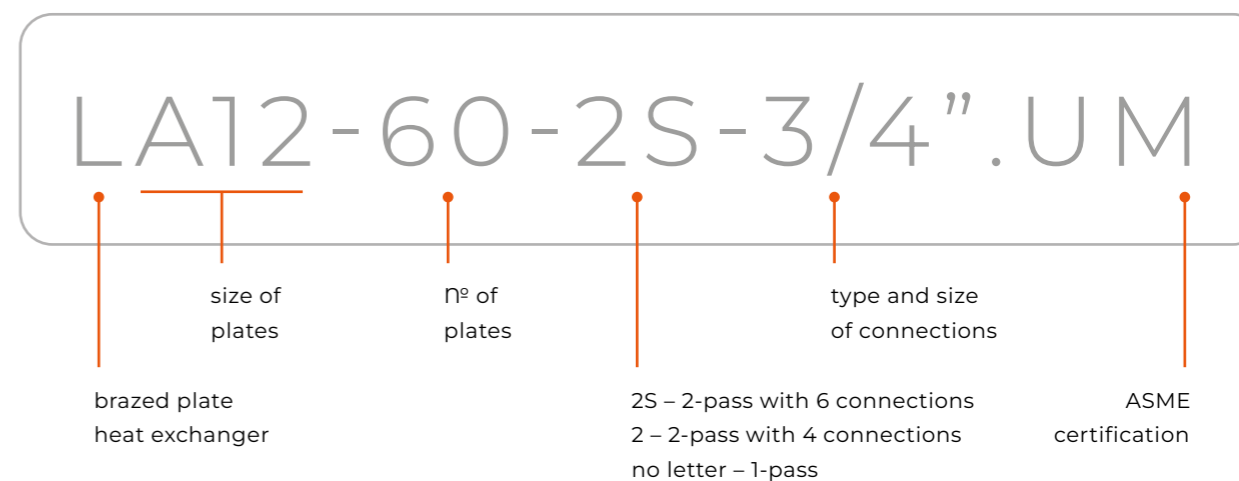 LA12-60-2S-3/4”.UM
size of
plates
nº of
plates
type and size
of connections
brazed plate
heat exchanger
2S – 2-pass with 6 connections
2 – 2-pass with 4 connections
no letter – 1-pass
ASME
certification